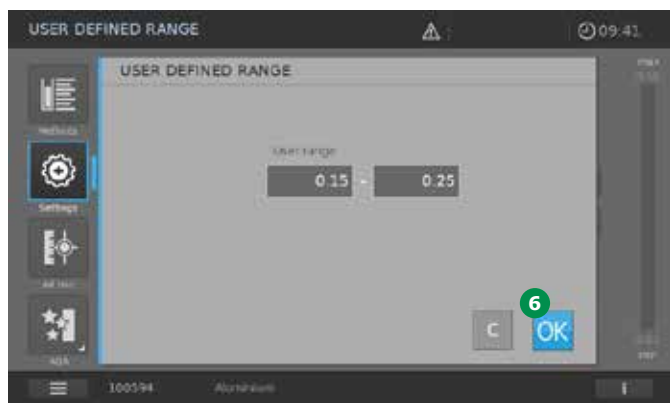 USER DEFINED RANGE
09:41
USER DEFINED RANGE
max
Methods
User range
0.15 - 0.25
Settings
6
C
OK
100594
Aluminium
i